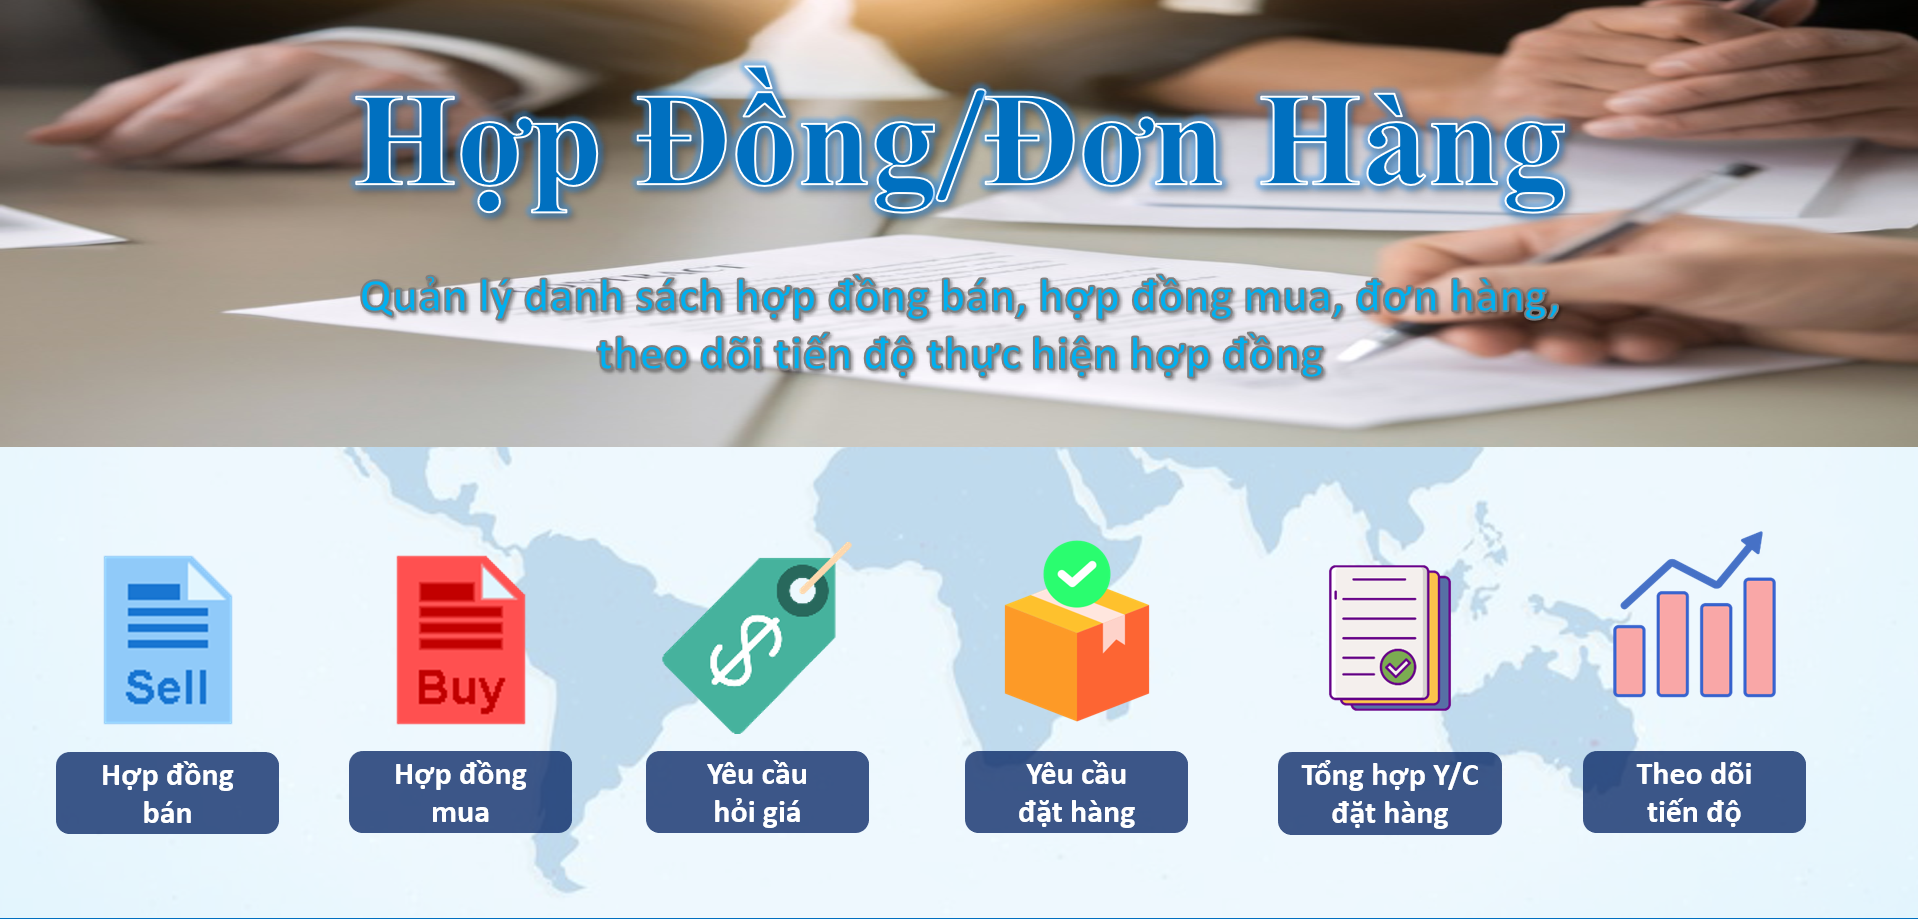 Hợp Đồng/Đơn Hàng
Quản lý danh sách hợp đồng bán, hợp đồng mua, đơn hàng,
theo dõi tiến độ thực hiện hợp đồng
Sell
Buy
Hợp đồng
bán
Hợp đồng
mua
Yêu cầu
hỏi giá
Yêu cầu
đặt hàng
Tổng hợp Y/C
đặt hàng
Theo dõi
tiến độ